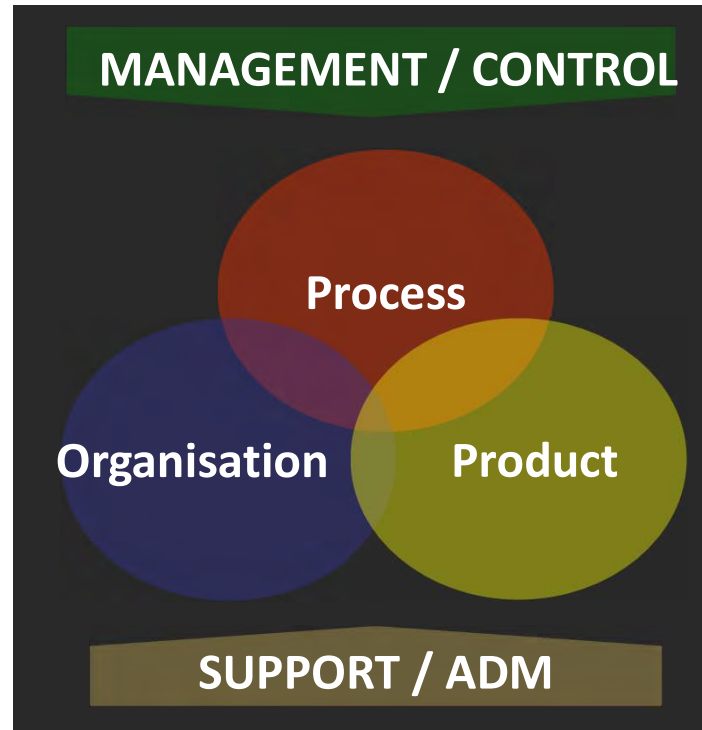 MANAGEMENT / CONTROL
Process
Organisation
Product
SUPPORT / ADM